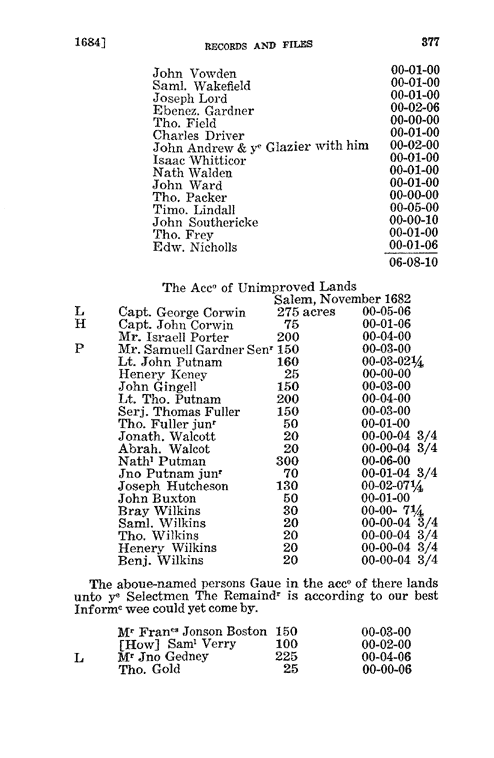 1684] RECORDS AND FILES 377
John Vowden 00-01-00
Saml. Wakefield 00-01-00
Joseph Lord 00-01-00
Ebenez. Gardner 00-02-06
Tho. Field 00-00-00
Charles Driver 00-01-00
John Andrew & yᵉ Glazier with him 00-02-00
Isaac Whitticor 00-01-00
Nath Walden 00-01-00
John Ward 00-01-00
Tho. Packer 00-00-00
Timo. Lindall 00-05-00
John Southericke 00-00-10
Tho. Frey 00-01-00
Edw. Nicholls 00-01-06
06-08-10
The Accᵒ of Unimproved Lands
Salem, November 1682
L Capt. George Corwin 275 acres 00-05-06
H Capt. John Corwin 75 00-01-06
Mr. Israell Porter 200 00-04-00
P Mr. Samuell Gardner Senʳ 150 00-03-00
Lt. John Putnam 160 00-03-02¼
Henery Keney 25 00-00-00
John Gingell 150 00-03-00
Lt. Tho. Putnam 200 00-04-00
Serj. Thomas Fuller 150 00-03-00
Tho. Fuller junʳ 50 00-01-00
Jonath. Walcott 20 00-00-04 3/4
Abrah. Walcot 20 00-00-04 3/4
Nathˡ Putman 300 00-06-00
Jno Putnam junʳ 70 00-01-04 3/4
Joseph Hutcheson 130 00-02-07¼
John Buxton 50 00-01-00
Bray Wilkins 30 00-00- 7¼
Saml. Wilkins 20 00-00-04 3/4
Tho. Wilkins 20 00-00-04 3/4
Henery Wilkins 20 00-00-04 3/4
Benj. Wilkins 20 00-00-04 3/4
The aboue-named persons Gaue in the accᵒ of there lands
unto yᵉ Selectmen The Remaindʳ is according to our best
Informᶜ wee could yet come by.
Mʳ Franᶜˢ Jonson Boston 150 00-03-00
[How] Samˡ Verry 100 00-02-00
L Mʳ Jno Gedney 225 00-04-06
Tho. Gold 25 00-00-06